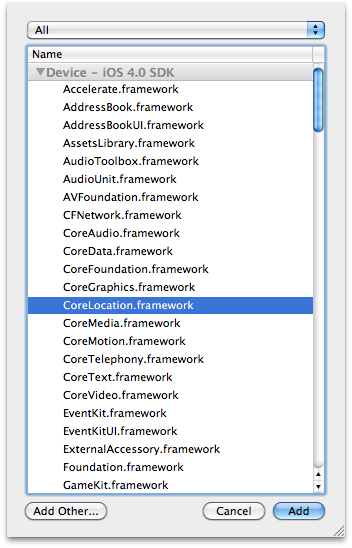 All
Name
Device – iOS 4.0 SDK
Accelerate.framework
AddressBook.framework
AddressBookUI.framework
AssetsLibrary.framework
AudioToolbox.framework
AudioUnit.framework
AVFoundation.framework
CFNetwork.framework
CoreAudio.framework
CoreData.framework
CoreFoundation.framework
CoreGraphics.framework
CoreLocation.framework
CoreMedia.framework
CoreMotion.framework
CoreTelephony.framework
CoreText.framework
CoreVideo.framework
EventKit.framework
EventKitUI.framework
ExternalAccessory.framework
Foundation.framework
GameKit.framework
Add Other... Cancel Add